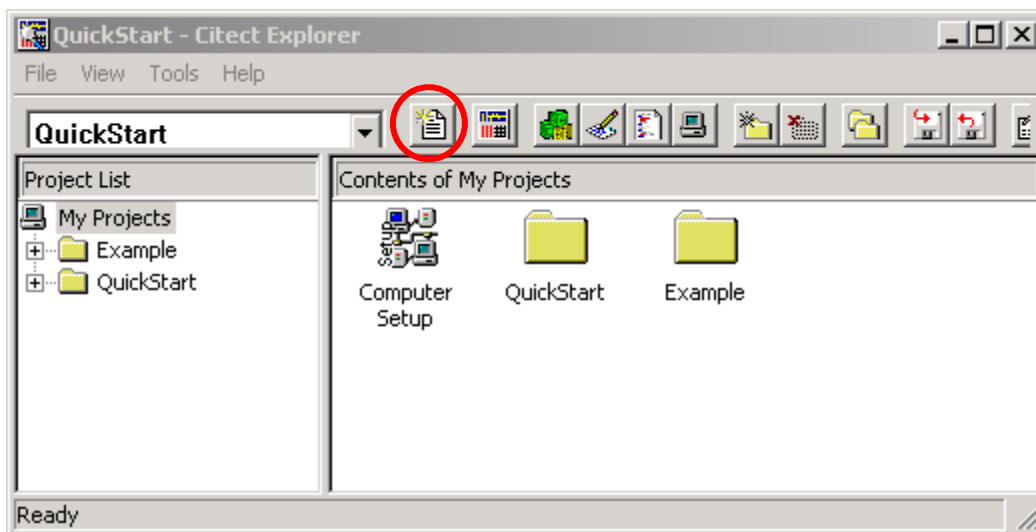 QuickStart - Citect Explorer
File View Tools Help
QuickStart
Project List
Contents of My Projects
My Projects
Example
QuickStart
Setup
Computer
Setup
QuickStart
Example
Ready